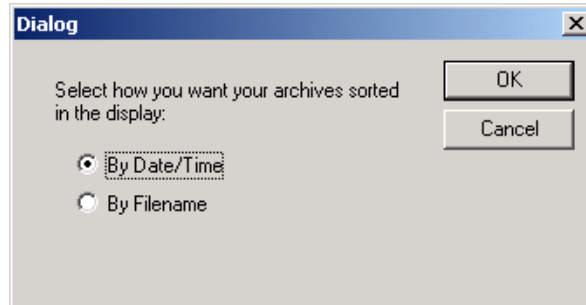 Dialog
Select how you want your archives sorted
in the display:
By Date/Time
By Filename
OK
Cancel